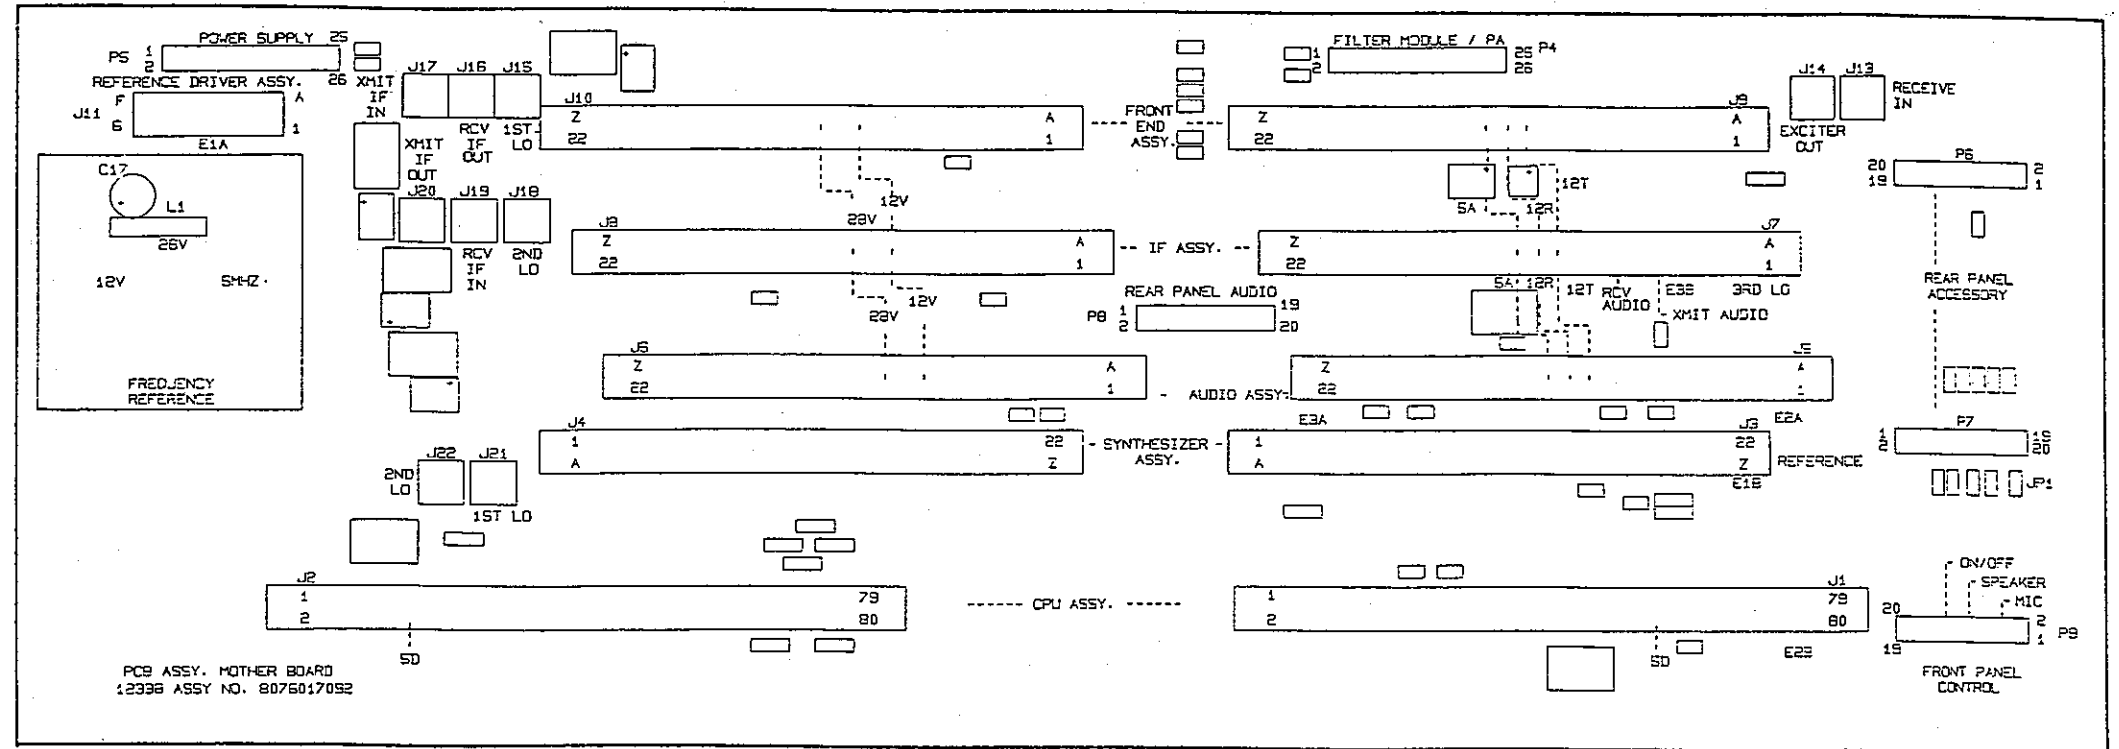 POWER SUPPLY 25
P5 1
2
26
REFERENCE DRIVER ASSY.
F A
J11
6 1
E1A
XMIT
IF
IN
J17 J16 J15
RCV
IF
OUT
1ST
LO
XMIT
IF
OUT
J20 J19 J18
RCV
IF
IN
2ND
LO
C17
L1
26V
12V 5MHZ
FREQUENCY
REFERENCE
J10
Z A
22 1
FRONT
END
ASSY.
J9
Z A
22 1
FILTER MODULE / PA
1 25 P4
2 26
J14 J13
RECEIVE
IN
EXCITER
OUT
P6
20 2
19 1
12V
28V
12T
5A 12R
J8
Z A
22 1
IF ASSY.
J7
Z A
22 1
12V
28V
REAR PANEL AUDIO
P8 1 19
2 20
5A 12R
12T RCV
AUDIO
E3B 3RD LO
XMIT AUDIO
REAR PANEL
ACCESSORY
J6
Z A
22 1
AUDIO ASSY
J5
Z A
22 1
E3A E2A
J4
1 22
A Z
SYNTHESIZER
ASSY.
J3
1 22
A Z
REFERENCE
E1B
P7
1 19
2 20
JP1
J22 J21
2ND
LO
1ST LO
J2
1 79
2 80
5D
CPU ASSY.
J1
1 79
2 80
5D
E2B
ON/OFF
SPEAKER
MIC
20 2
19 1
P9
FRONT PANEL
CONTROL
PCB ASSY. MOTHER BOARD
12338 ASSY NO. 8076017092